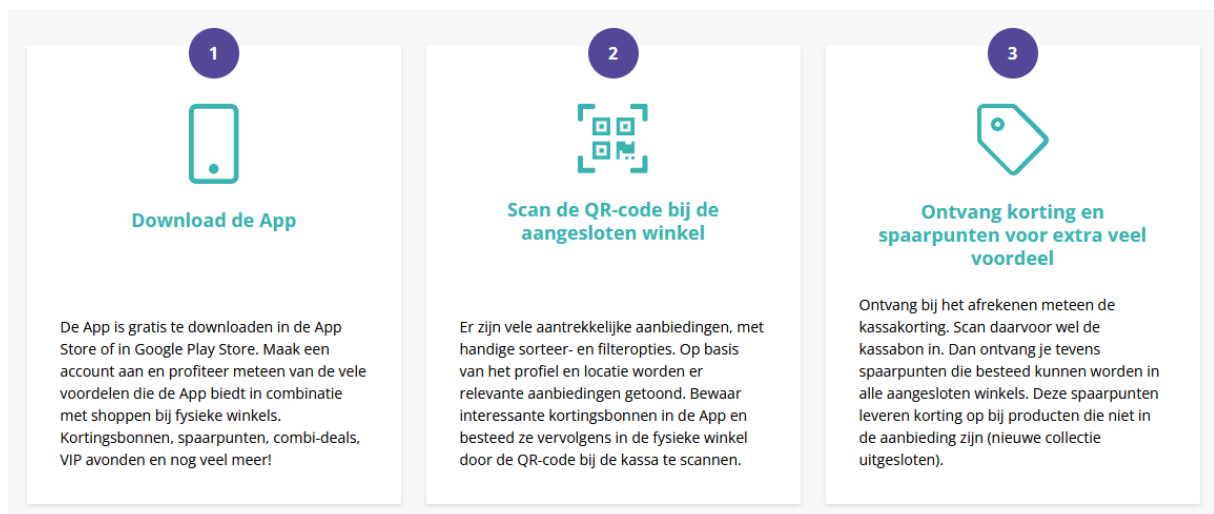 1
Download de App
De App is gratis te downloaden in de App
Store of in Google Play Store. Maak een
account aan en profiteer meteen van de vele
voordelen die de App biedt in combinatie
met shoppen bij fysieke winkels.
Kortingsbonnen, spaarpunten, combi-deals,
VIP avonden en nog veel meer!
2
Scan de QR-code bij de
aangesloten winkel
Er zijn vele aantrekkelijke aanbiedingen, met
handige sorteer- en filteropties. Op basis
van het profiel en locatie worden er
relevante aanbiedingen getoond. Bewaar
interessante kortingsbonnen in de App en
besteed ze vervolgens in de fysieke winkel
door de QR-code bij de kassa te scannen.
3
Ontvang korting en
spaarpunten voor extra veel
voordeel
Ontvang bij het afrekenen meteen de
kassakorting. Scan daarvoor wel de
kassabon in. Dan ontvang je tevens
spaarpunten die besteed kunnen worden in
alle aangesloten winkels. Deze spaarpunten
leveren korting op bij producten die niet in
de aanbieding zijn (nieuwe collectie
uitgesloten).